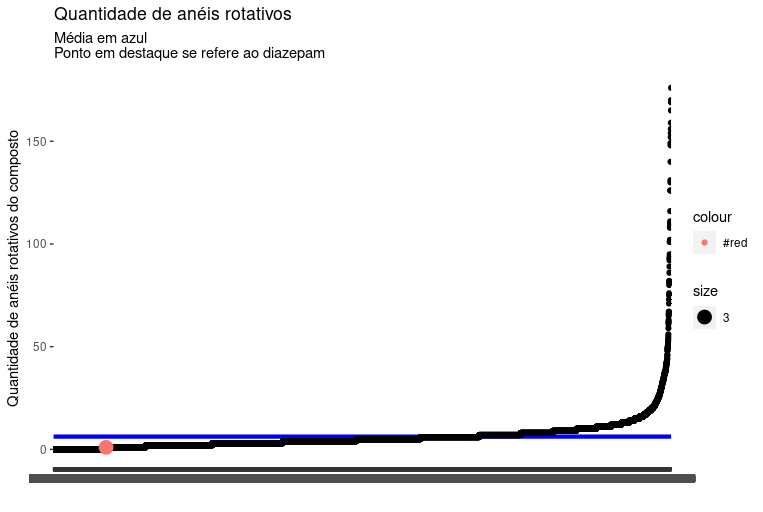 Quantidade de anéis rotativos
Média em azul
Ponto em destaque se refere ao diazepam
Quantidade de anéis rotativos do composto
150
100
50
0
colour
#red
size
3